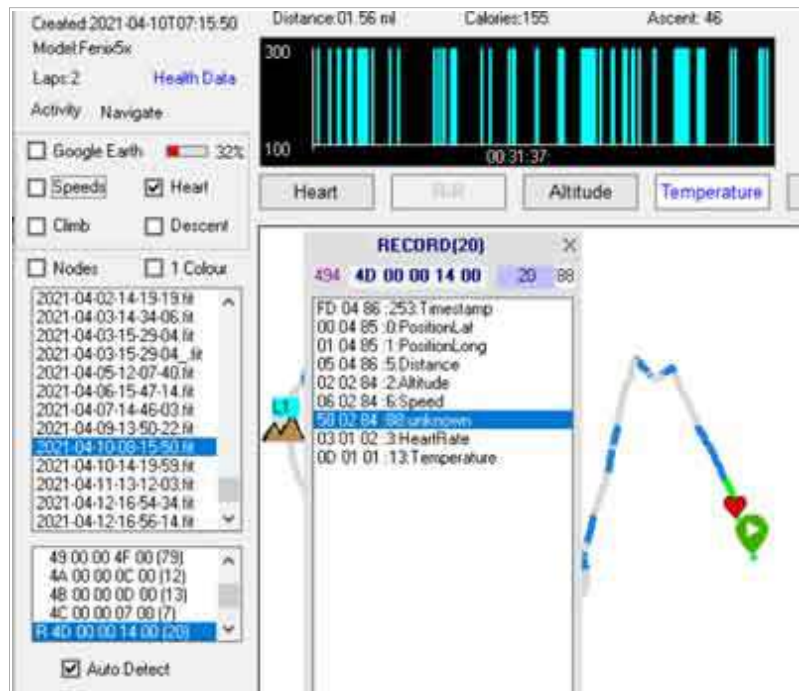 Created:2021-04-10T07:15:50
Model:Fenix5x
Laps:2 Health Data
Activity Navigate
Google Earth 32%
Speeds Heart
Climb Descent
Nodes 1 Colour
2021-04-02-14-19-19.fit
2021-04-03-14-34-06.fit
2021-04-03-15-29-04.fit
2021-04-03-15-29-04_.fit
2021-04-05-12-07-40.fit
2021-04-06-15-47-14.fit
2021-04-07-14-46-03.fit
2021-04-09-13-50-22.fit
2021-04-10-08-15-50.fit
2021-04-10-14-19-59.fit
2021-04-11-13-12-03.fit
2021-04-12-16-54-34.fit
2021-04-12-16-56-14.fit
49 00 00 4F 00 (79)
4A 00 00 0C 00 (12)
4B 00 00 0D 00 (13)
4C 00 00 07 00 (7)
R 4D 00 00 14 00 (20)
Auto Detect
Distance:01.56 mil Calories:155 Ascent: 46
300
100
00:31:37:
Heart R-R Altitude Temperature
RECORD(20)
494 4D 00 00 14 00 20 88
FD 04 86 :253:Timestamp
00 04 85 :0:PositionLat
01 04 85 :1:PositionLong
05 04 86 :5:Distance
02 02 84 :2:Altitude
06 02 84 :6:Speed
58 02 84 :88:unknown
03 01 02 :3:HeartRate
0D 01 01 :13:Temperature
L1